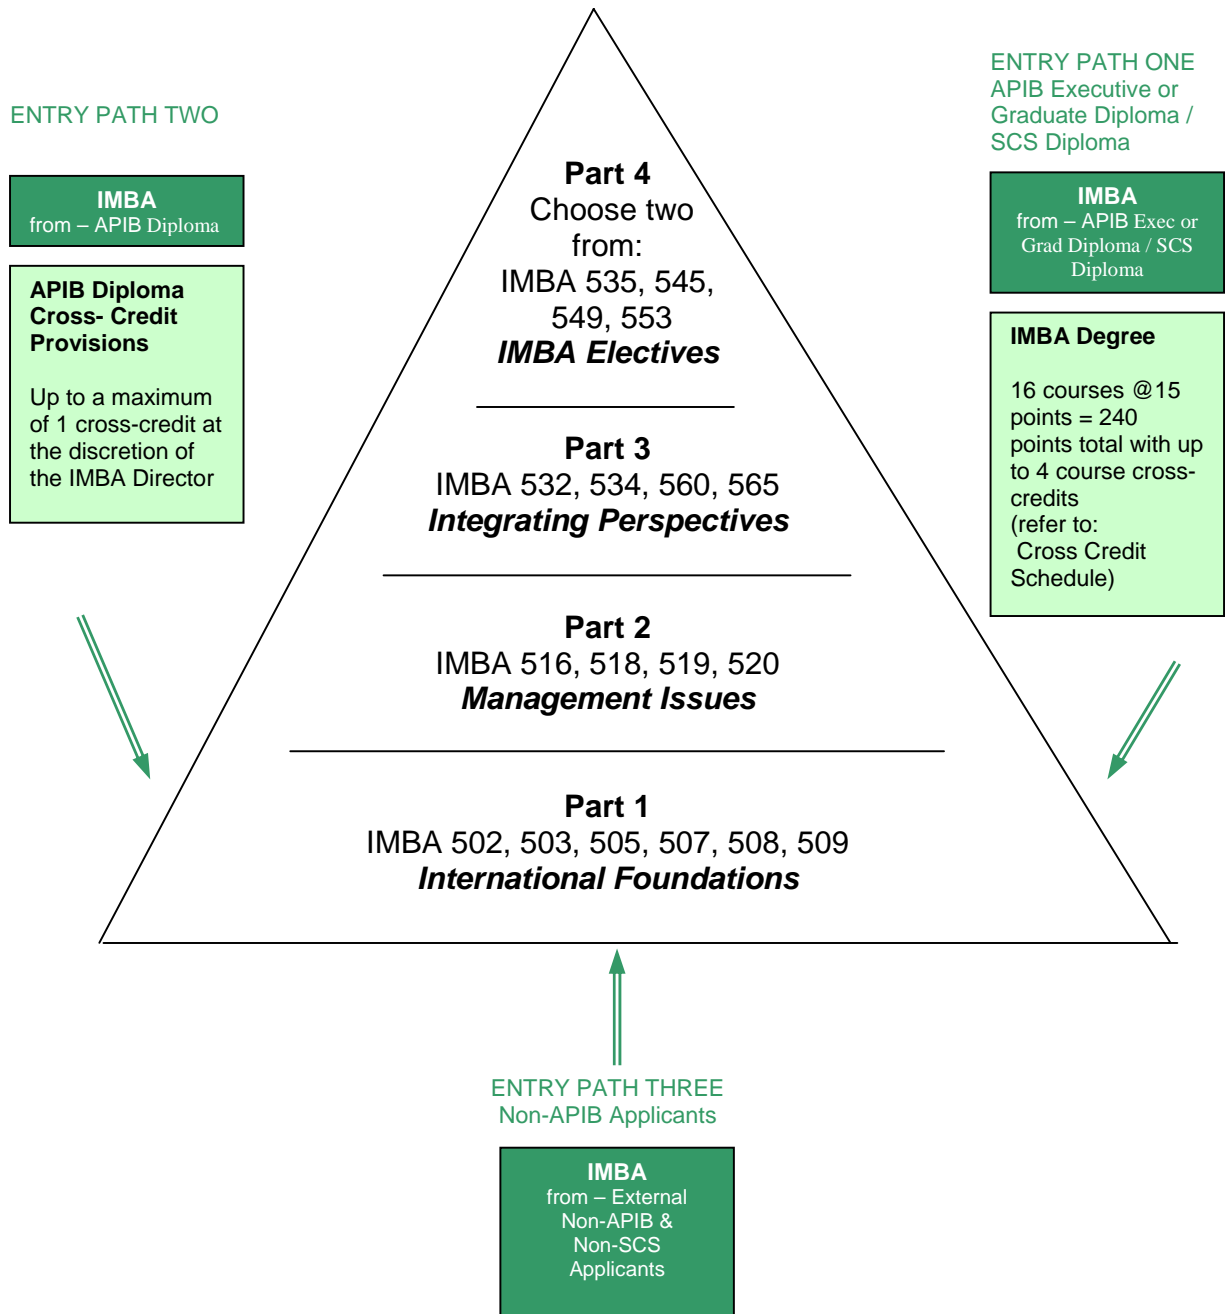 ENTRY PATH TWO
IMBA
from – APIB Diploma
APIB Diploma
Cross- Credit
Provisions
Up to a maximum
of 1 cross-credit at
the discretion of
the IMBA Director
ENTRY PATH ONE
APIB Executive or
Graduate Diploma /
SCS Diploma
IMBA
from – APIB Exec or
Grad Diploma / SCS
Diploma
IMBA Degree
16 courses @15
points = 240
points total with up
to 4 course cross-
credits
(refer to:
Cross Credit
Schedule)
Part 4
Choose two
from:
IMBA 535, 545,
549, 553
IMBA Electives
Part 3
IMBA 532, 534, 560, 565
Integrating Perspectives
Part 2
IMBA 516, 518, 519, 520
Management Issues
Part 1
IMBA 502, 503, 505, 507, 508, 509
International Foundations
ENTRY PATH THREE
Non-APIB Applicants
IMBA
from – External
Non-APIB &
Non-SCS
Applicants